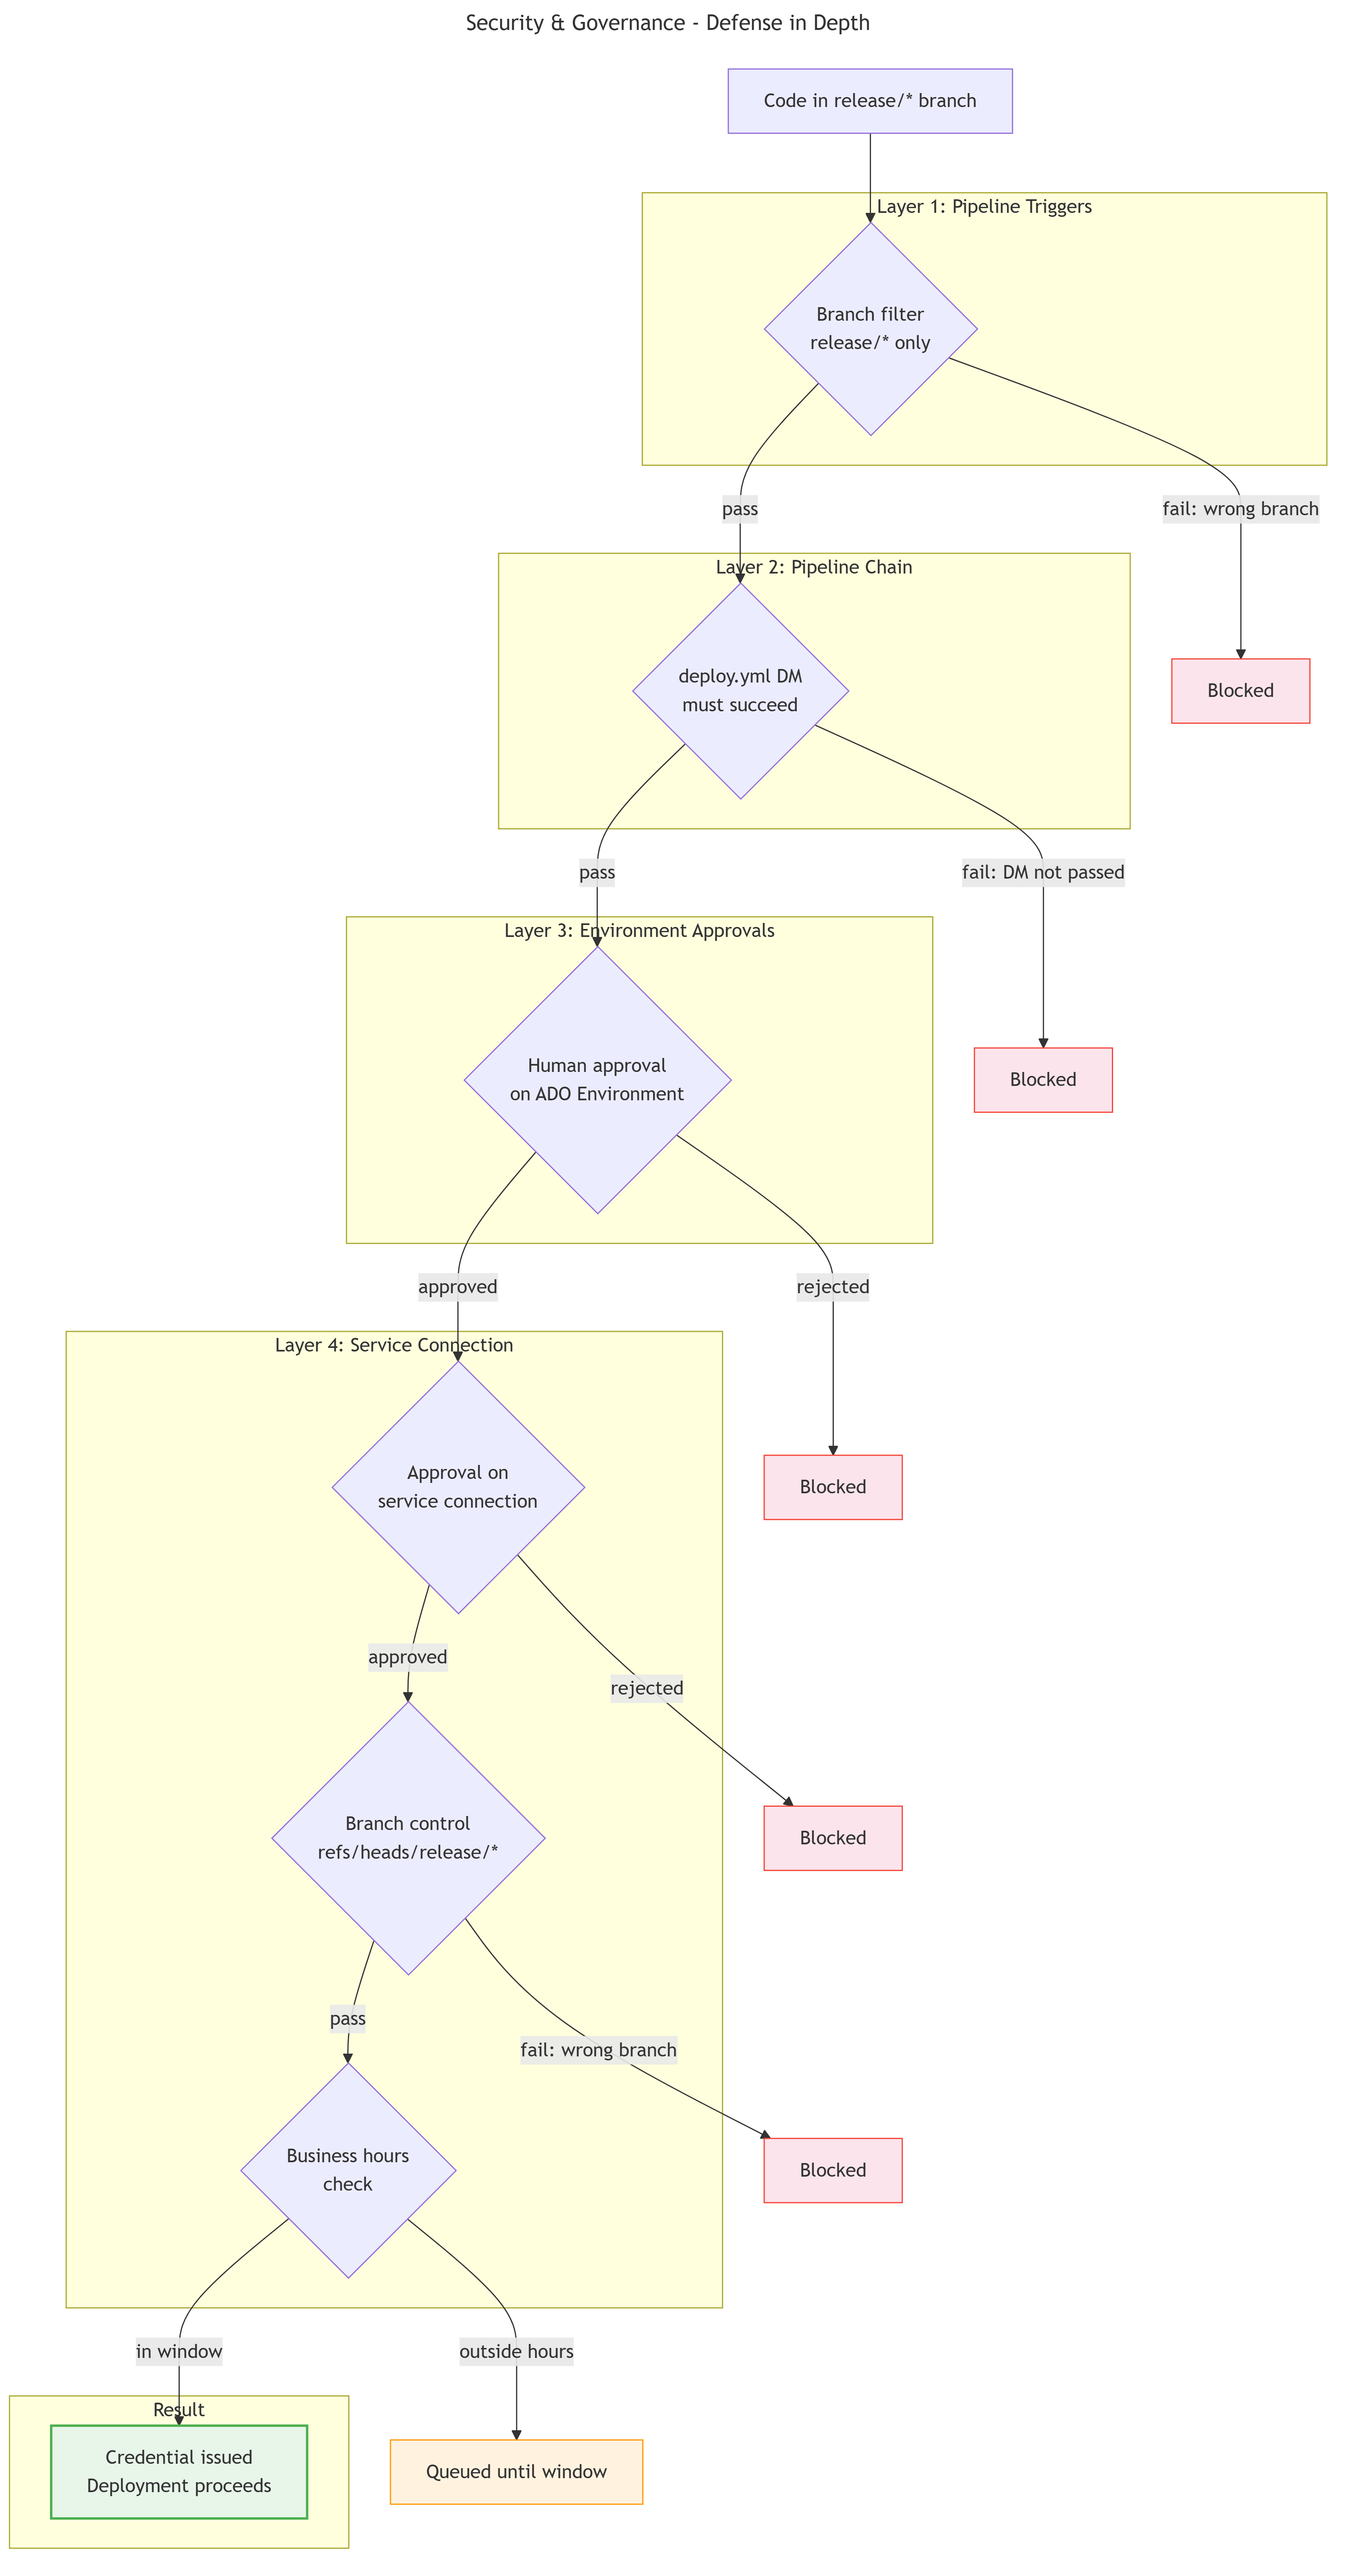 Security & Governance - Defense in Depth
Code in release/* branch
Layer 1: Pipeline Triggers
Branch filter
release/* only
pass
fail: wrong branch
Layer 2: Pipeline Chain
deploy.yml DM
must succeed
Blocked
pass
fail: DM not passed
Layer 3: Environment Approvals
Human approval
on ADO Environment
Blocked
approved
rejected
Layer 4: Service Connection
Approval on
service connection
Blocked
approved
rejected
Branch control
refs/heads/release/*
Blocked
pass
fail: wrong branch
Business hours
check
Blocked
in window
outside hours
Result
Credential issued
Deployment proceeds
Queued until window